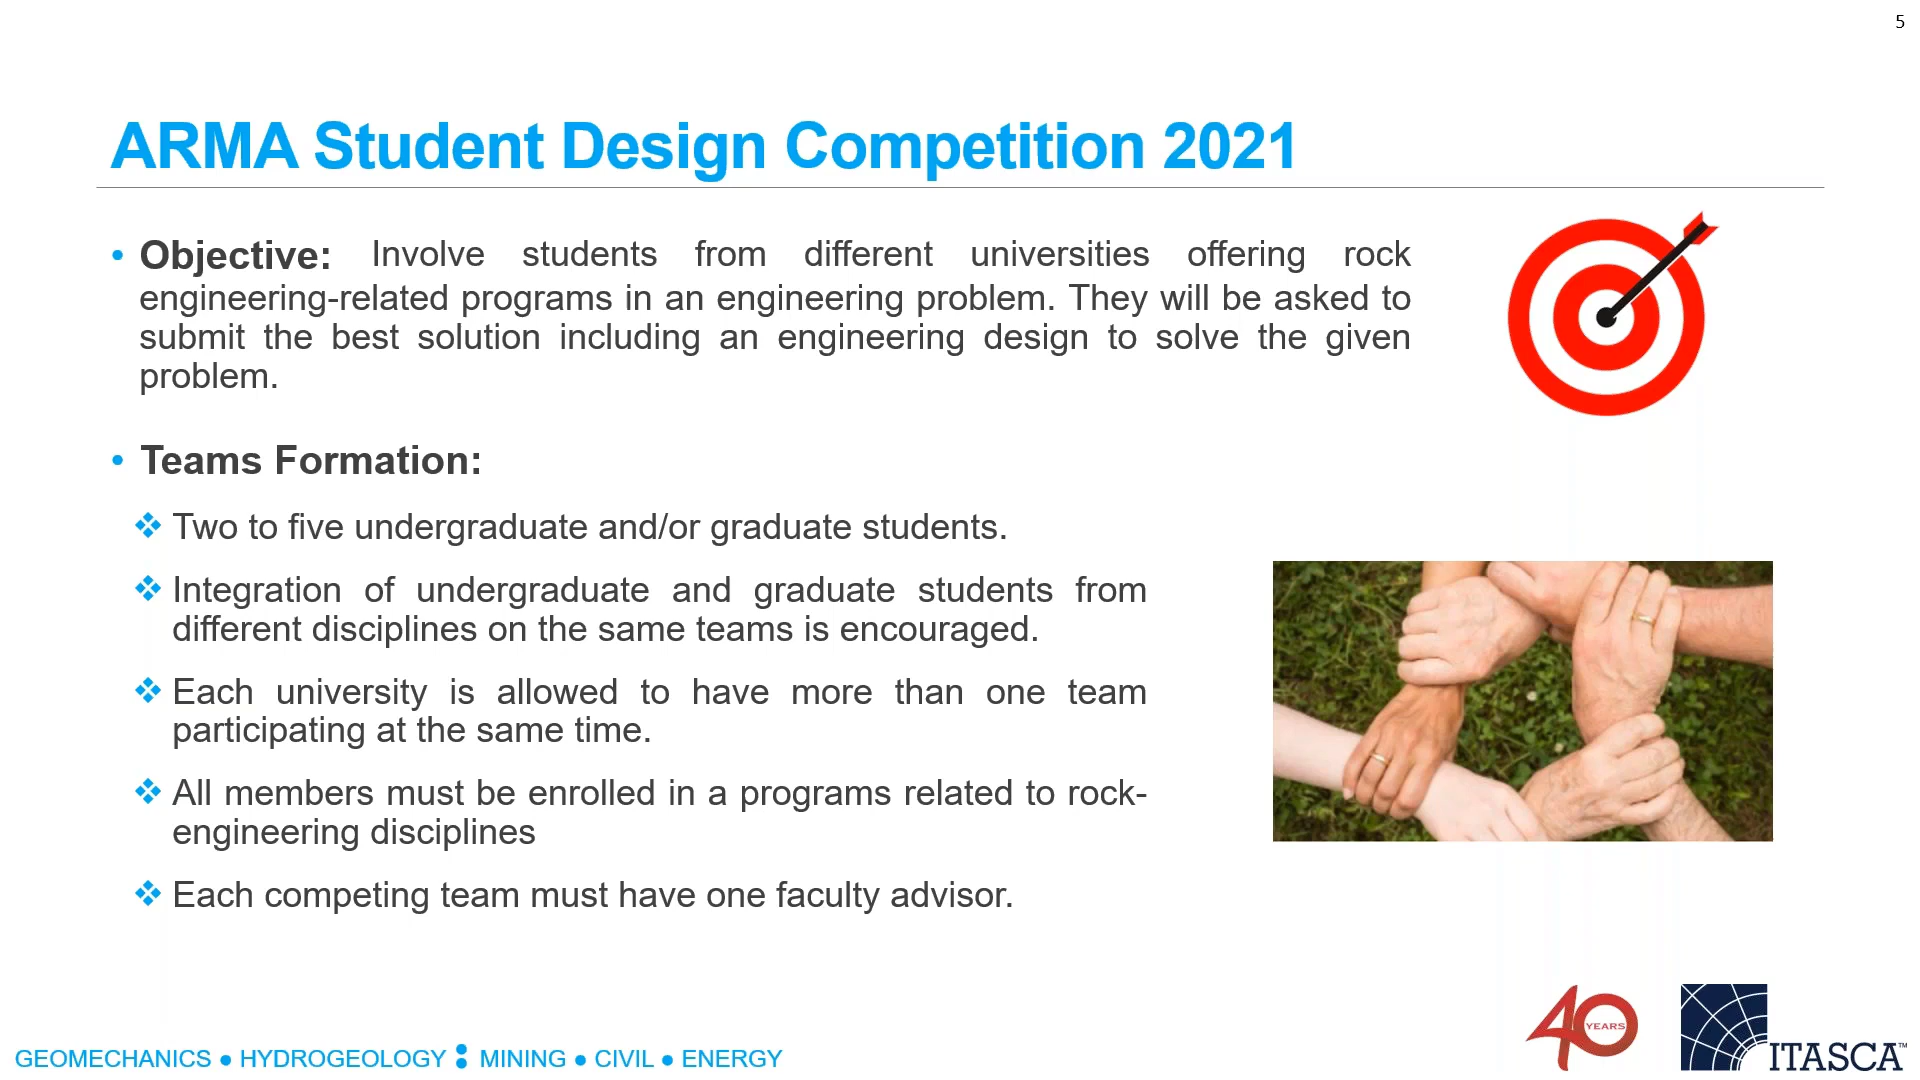 5
ARMA Student Design Competition 2021
• Objective: Involve students from different universities offering rock
engineering-related programs in an engineering problem. They will be asked to
submit the best solution including an engineering design to solve the given
problem.
• Teams Formation:
❖ Two to five undergraduate and/or graduate students.
❖ Integration of undergraduate and graduate students from
different disciplines on the same teams is encouraged.
❖ Each university is allowed to have more than one team
participating at the same time.
❖ All members must be enrolled in a programs related to rock-
engineering disciplines
❖ Each competing team must have one faculty advisor.
40 YEARS
ITASCA™
GEOMECHANICS ● HYDROGEOLOGY : MINING ● CIVIL ● ENERGY